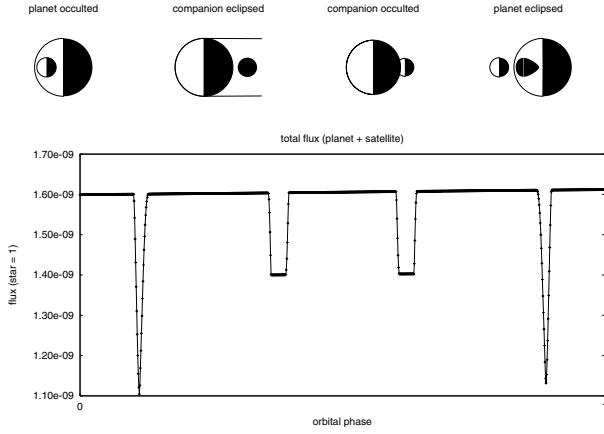 planet occulted companion eclipsed companion occulted planet eclipsed
total flux (planet + satellite)
1.70e-09
1.60e-09
1.50e-09
1.40e-09
1.30e-09
1.20e-09
1.10e-09
flux (star = 1)
0 1
orbital phase